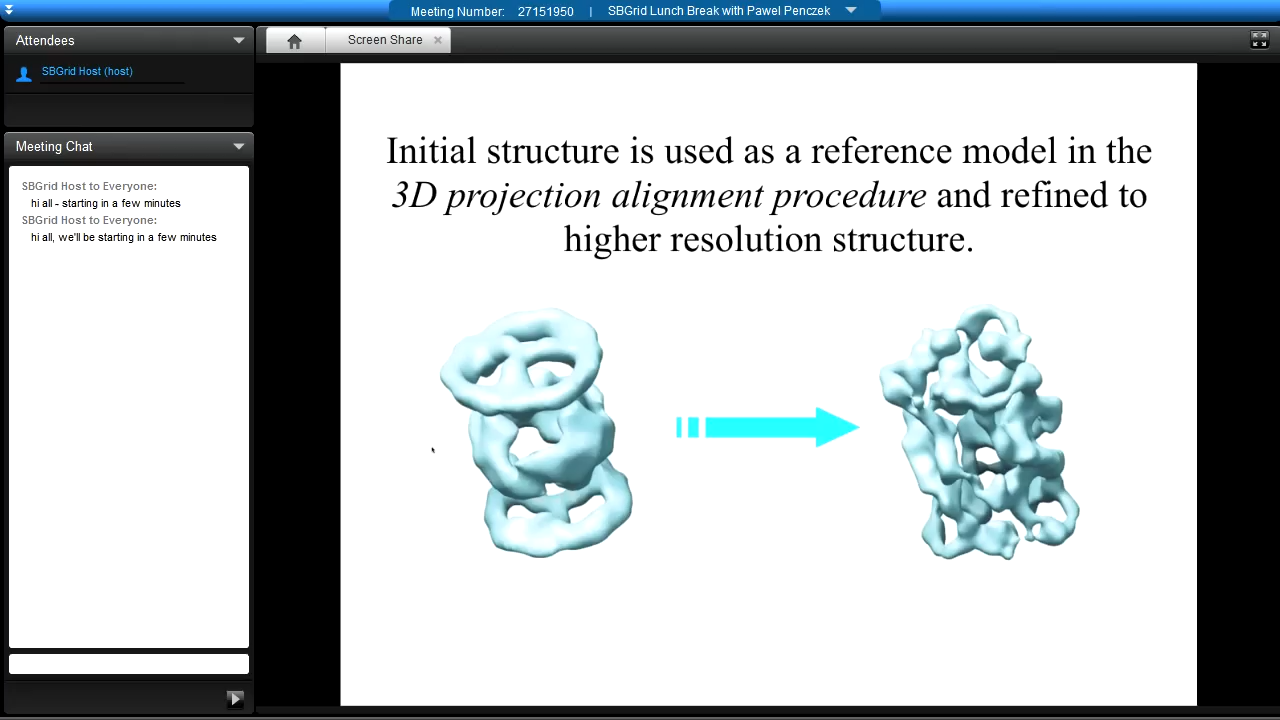 Meeting Number: 27151950 | SBGrid Lunch Break with Pawel Penczek
Attendees
SBGrid Host (host)
Meeting Chat
SBGrid Host to Everyone:
hi all - starting in a few minutes
SBGrid Host to Everyone:
hi all, we'll be starting in a few minutes
Screen Share
Initial structure is used as a reference model in the
3D projection alignment procedure and refined to
higher resolution structure.